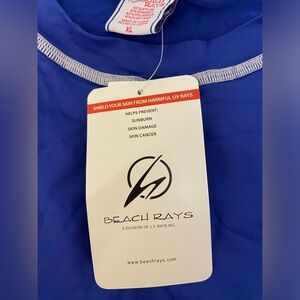 XL
SHIELD YOUR SKIN FROM HARMFUL UV RAYS
HELPS PREVENT:
SUNBURN
SKIN DAMAGE
SKIN CANCER
BEACH RAYS
A DIVISION OF J.Y. RAYS INC.
www.beachrays.com